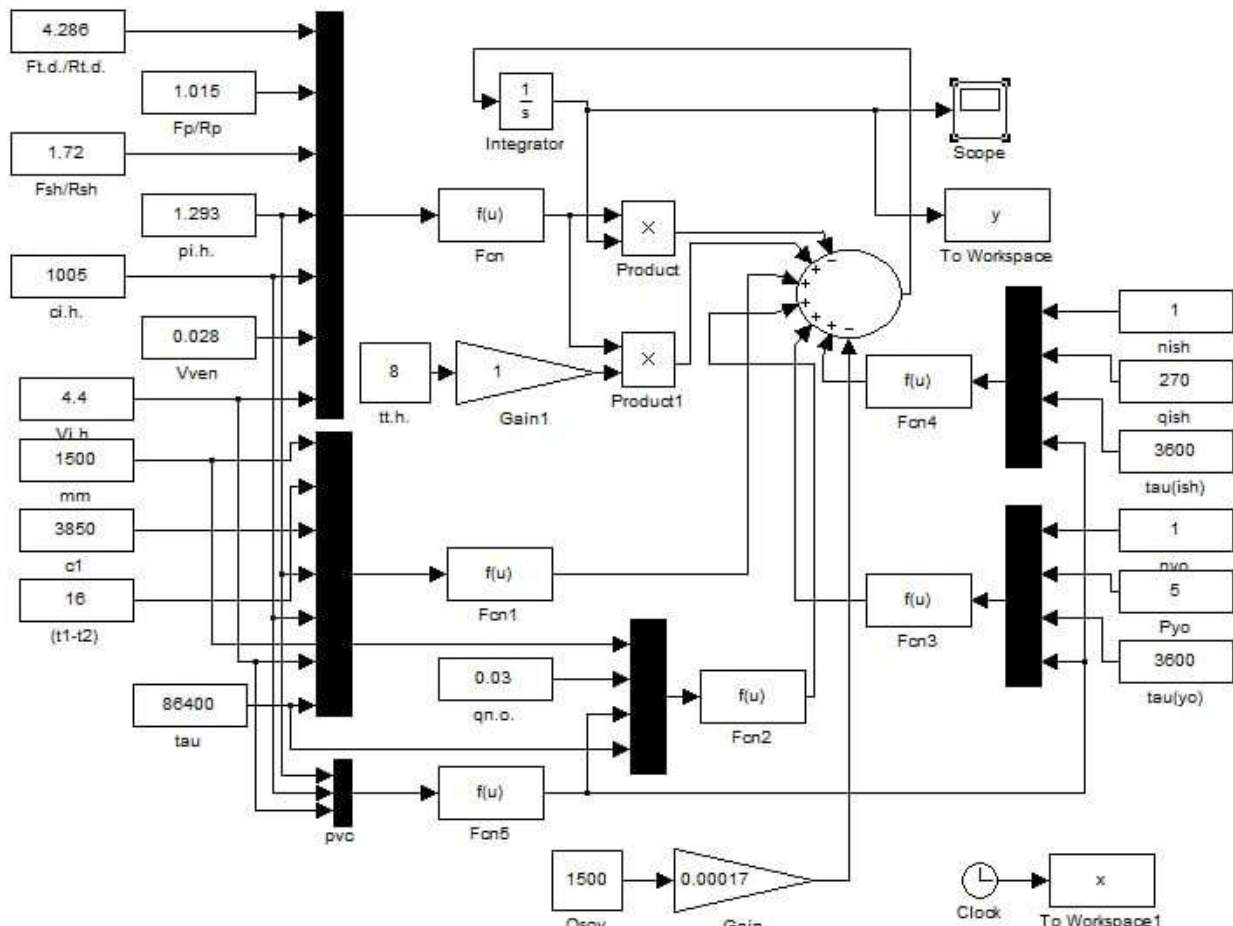 4.286
Ft.d./Rt.d.
1.015
Fp/Rp
1.72
Fsh/Rsh
1.293
pi.h.
1005
ci.h.
0.028
Vven
4.4
Vi.h.
1500
mm
3850
c1
16
(t1-t2)
86400
tau
pvc
1
s
Integrator
f(u)
Fcn
×
Product
8
tt.h.
1
Gain1
×
Product1
f(u)
Fcn1
0.03
qn.o.
f(u)
Fcn2
f(u)
Fcn5
1500
0.00017
Gain
Scope
y
To Workspace
−
+
+
+
+
+
−
f(u)
Fcn4
f(u)
Fcn3
1
nish
270
qish
3600
tau(ish)
1
nyo
5
Pyo
3600
tau(yo)
Clock
x
To Workspace1